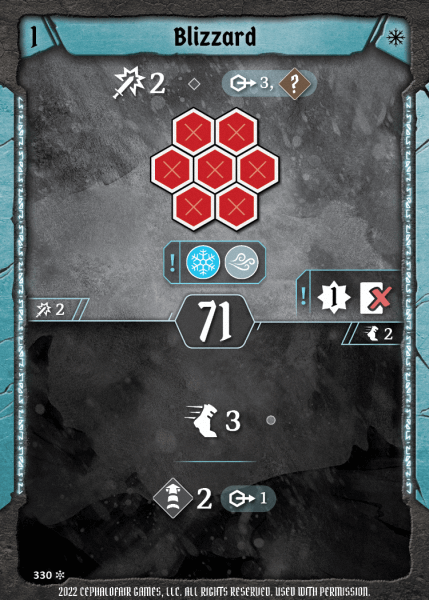 1 Blizzard
2 3, ?
! !
1
2 71
2
3
2 1
330
2022 CEPHALOFAIR GAMES, LLC. ALL RIGHTS RESERVED. USED WITH PERMISSION.